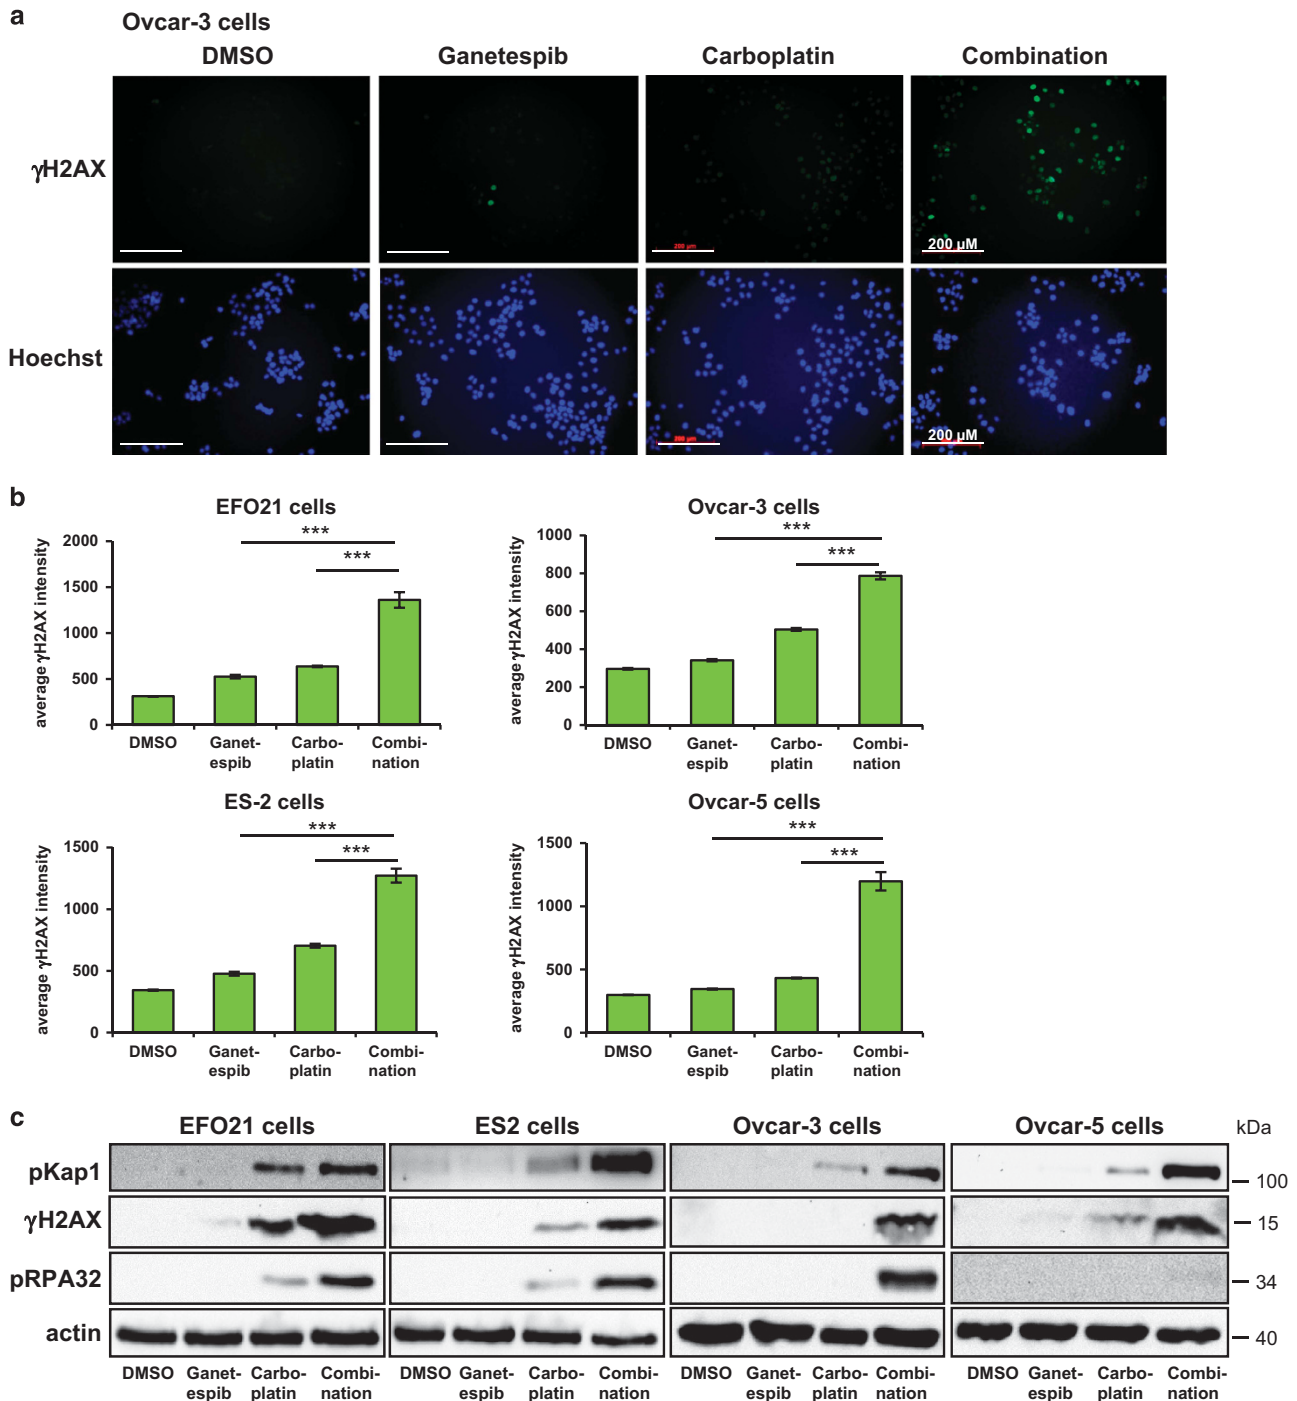 a
Ovcar-3 cells
DMSO Ganetespib Carboplatin Combination
γH2AX
200 µm
200 µM
Hoechst
200 µm
200 µM
b
EFO21 cells
***
***
average γH2AX intensity
2000
1500
1000
500
0
DMSO Ganet-espib Carbo-platin Combi-nation
Ovcar-3 cells
***
***
average γH2AX intensity
1000
800
600
400
200
0
DMSO Ganet-espib Carbo-platin Combi-nation
ES-2 cells
***
***
average γH2AX intensity
1500
1000
500
0
DMSO Ganet-espib Carbo-platin Combi-nation
Ovcar-5 cells
***
***
average γH2AX intensity
1500
1000
500
0
DMSO Ganet-espib Carbo-platin Combi-nation
c
EFO21 cells ES2 cells Ovcar-3 cells Ovcar-5 cells kDa
pKap1 100
γH2AX 15
pRPA32 34
actin 40
DMSO Ganet- Carbo- Combi- DMSO Ganet- Carbo- Combi- DMSO Ganet- Carbo- Combi- DMSO Ganet- Carbo- Combi-
espib platin nation espib platin nation espib platin nation espib platin nation